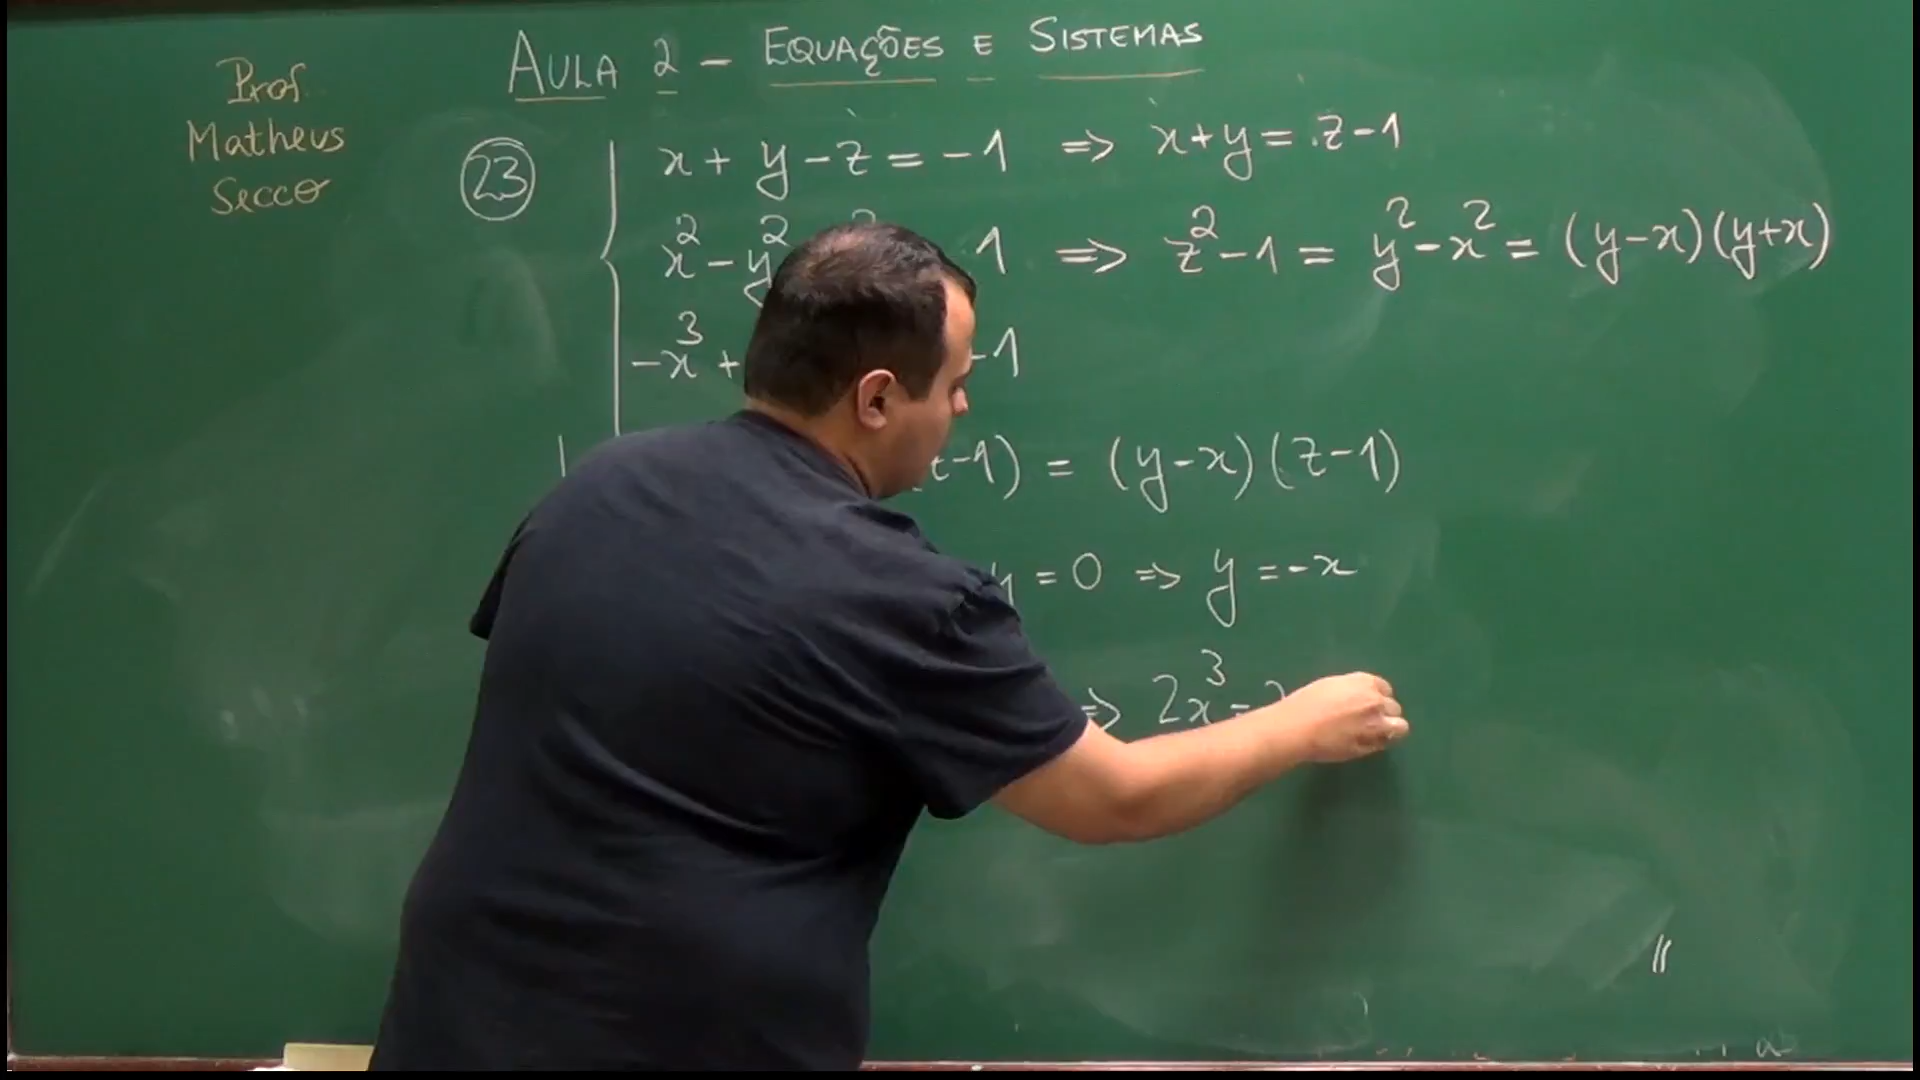 Prof.
Matheus
Secco
AULA 2 - EQUAÇÕES E SISTEMAS
23
x + y - z = -1 => x + y = z - 1
x² - y² 1 => z² - 1 = y² - x² = (y - x)(y + x)
-x³ + -1
-1) = (y - x)(z - 1)
y = 0 => y = -x
=> 2x³ =